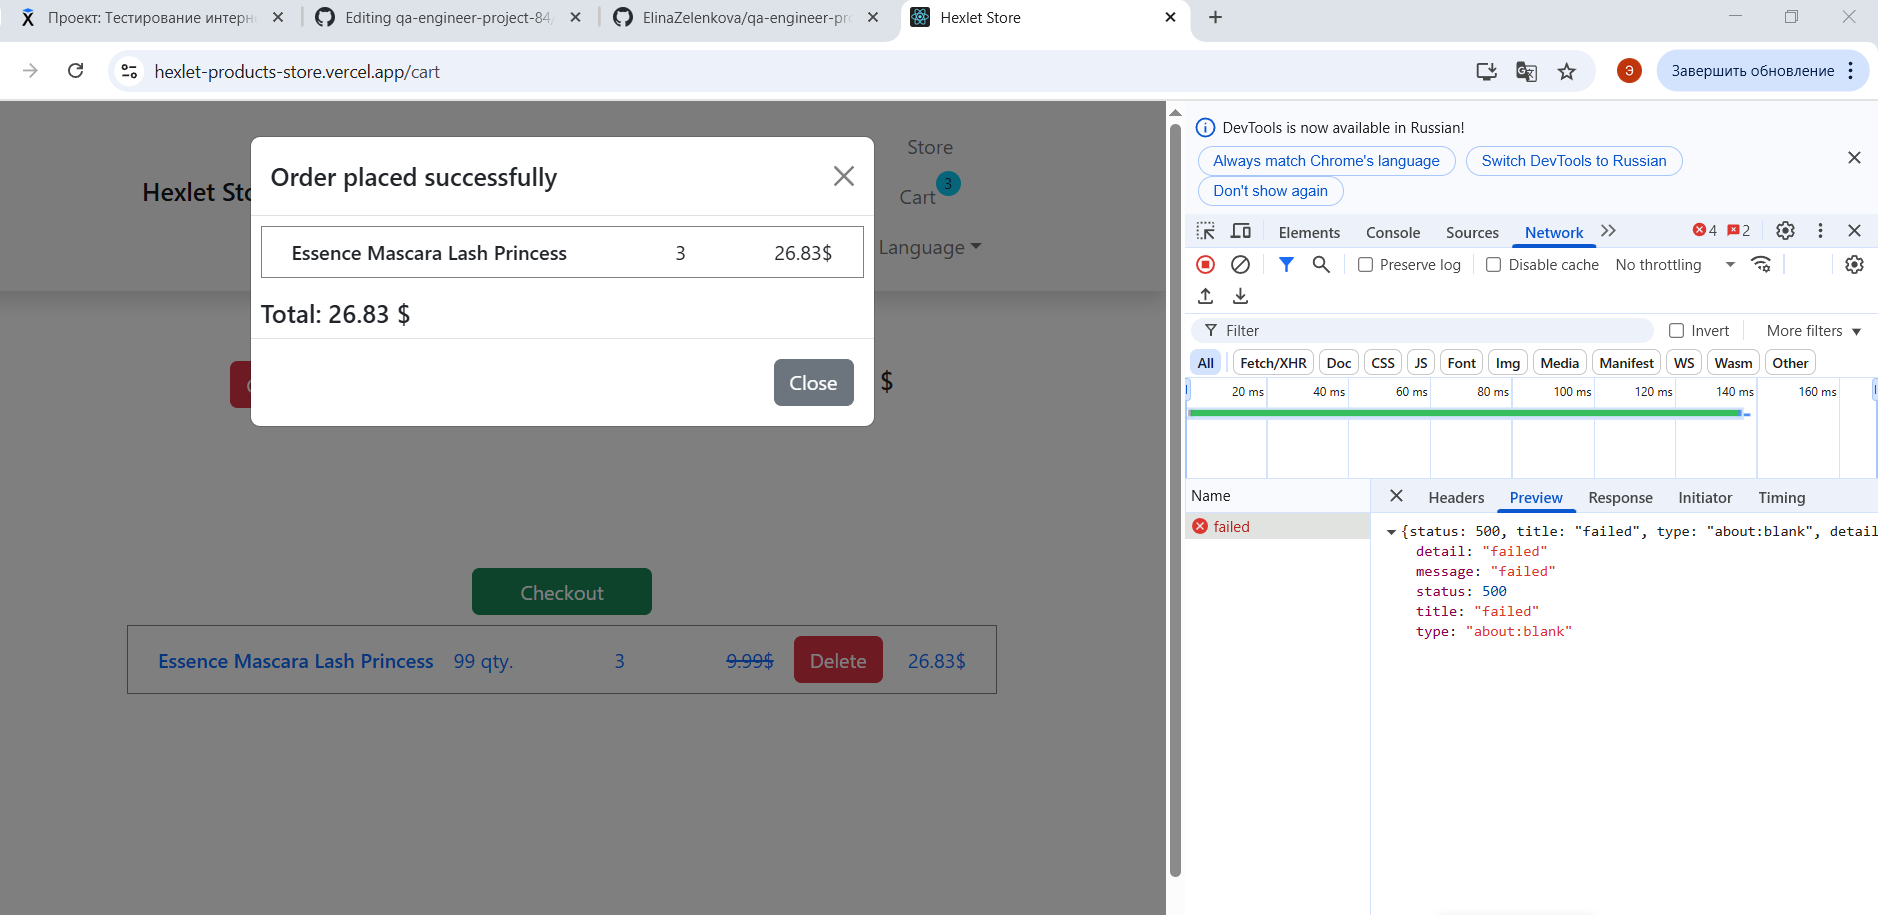 Проект: Тестирование интерн
Editing qa-engineer-project-84/
ElinaZelenkova/qa-engineer-pro
Hexlet Store
hexlet-products-store.vercel.app/cart
Э
Завершить обновление
Order placed successfully
Essence Mascara Lash Princess 3 26.83$
Total: 26.83 $
Close
Hexlet Sto
Store
Cart 3
Language
$
Checkout
Essence Mascara Lash Princess 99 qty. 3 9.99$ Delete 26.83$
DevTools is now available in Russian!
Always match Chrome's language
Switch DevTools to Russian
Don't show again
Elements Console Sources Network 4 2
Preserve log Disable cache No throttling
Filter Invert More filters
All Fetch/XHR Doc CSS JS Font Img Media Manifest WS Wasm Other
20 ms 40 ms 60 ms 80 ms 100 ms 120 ms 140 ms 160 ms
Name
failed
Headers Preview Response Initiator Timing
{status: 500, title: "failed", type: "about:blank", detail
detail: "failed"
message: "failed"
status: 500
title: "failed"
type: "about:blank"